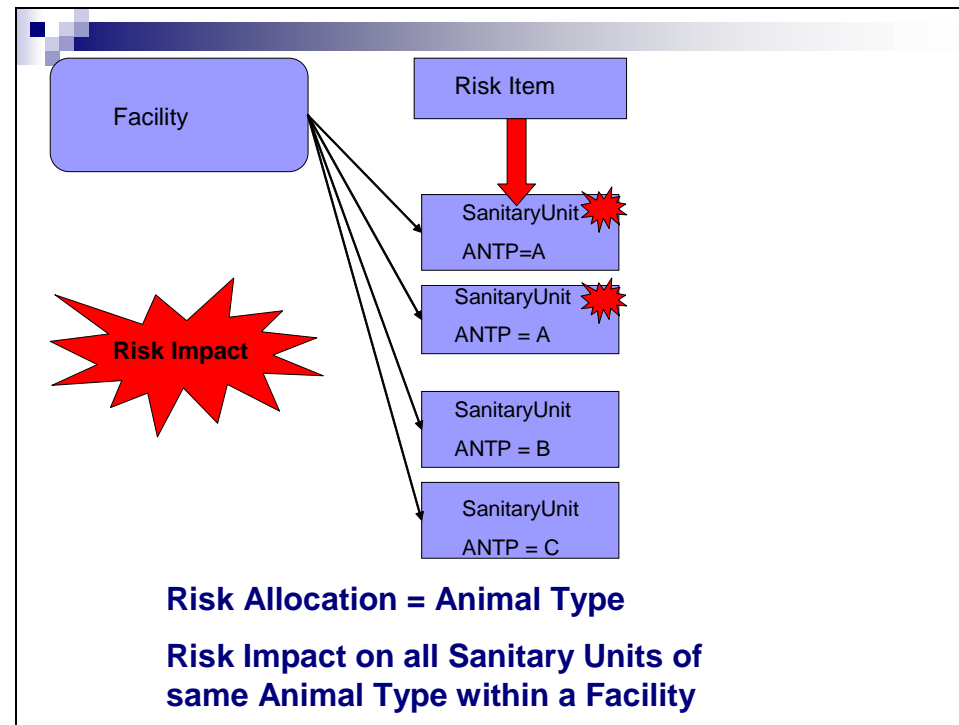 Facility
Risk Item
SanitaryUnit
ANTP=A
SanitaryUnit
ANTP = A
Risk Impact
SanitaryUnit
ANTP = B
SanitaryUnit
ANTP = C
Risk Allocation = Animal Type
Risk Impact on all Sanitary Units of
same Animal Type within a Facility